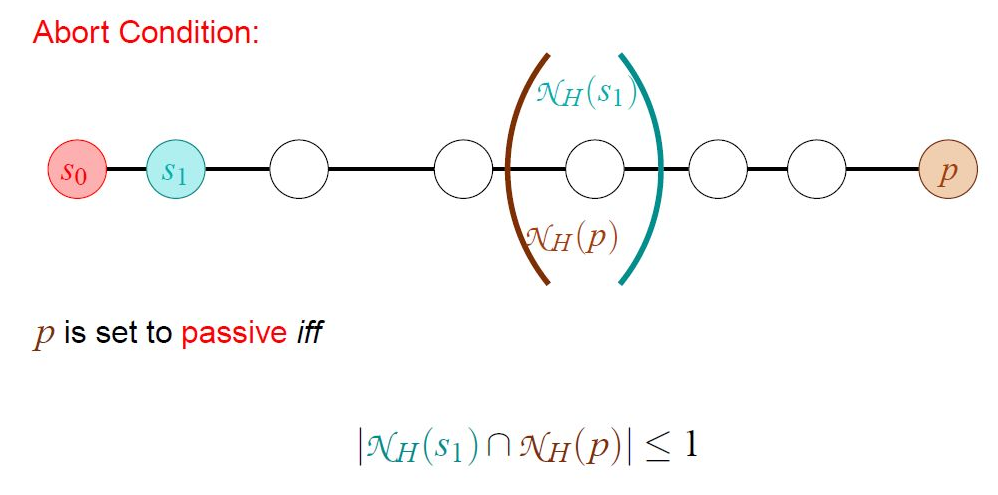 Abort Condition:
𝒩H(s1)
s0 s1 p
𝒩H(p)
p is set to passive iff
|𝒩H(s1) ∩ 𝒩H(p)| ≤ 1